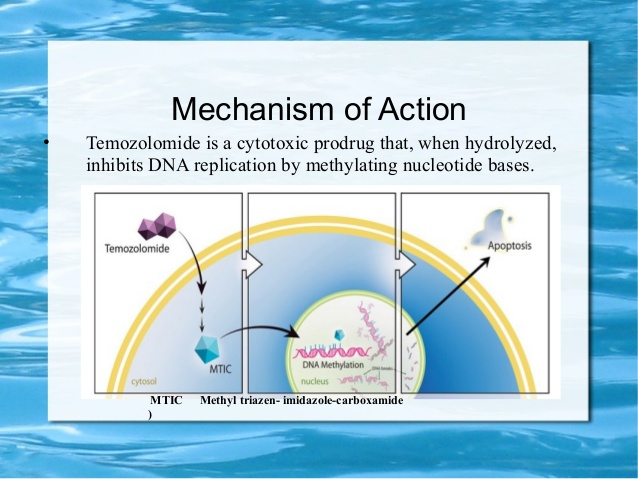 Mechanism of Action
• Temozolomide is a cytotoxic prodrug that, when hydrolyzed,
inhibits DNA replication by methylating nucleotide bases.
Temozolomide
Apoptosis
MTIC
DNA Methylation
nucleus
cytosol
MTIC Methyl triazen- imidazole-carboxamide
)